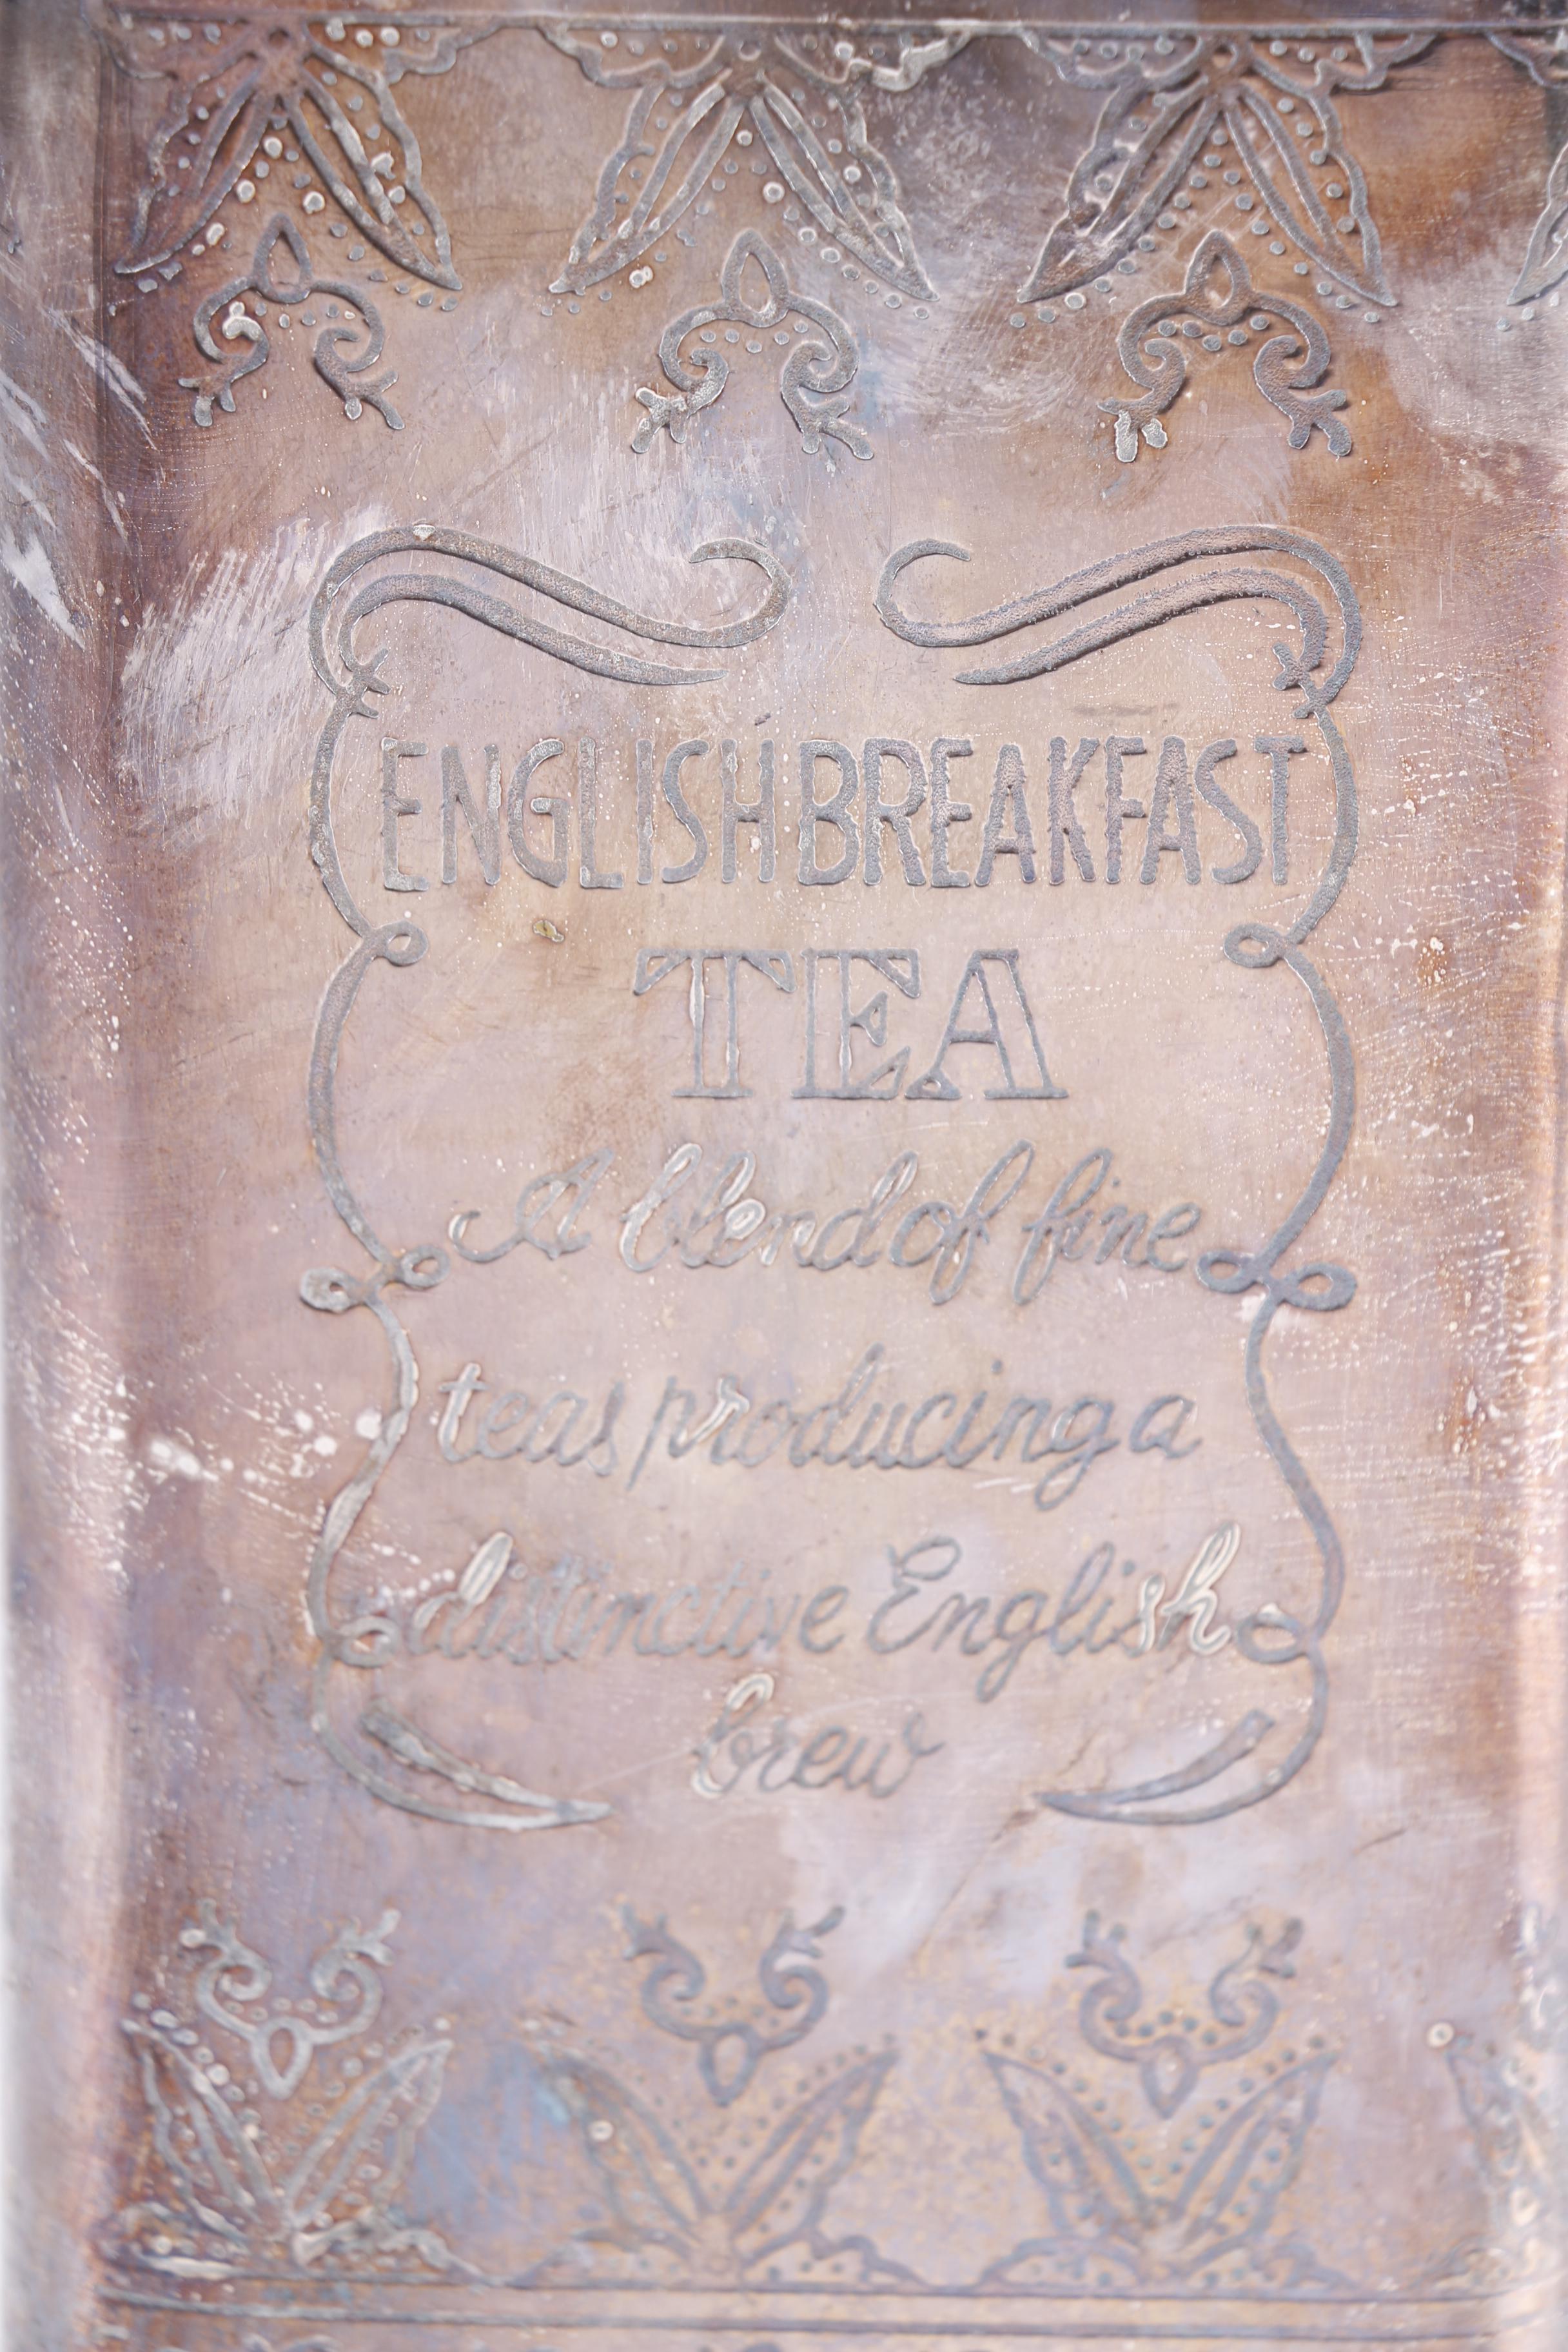 ENGLISH BREAKFAST
TEA
A blend of fine
teas producing a
distinctive English
brew